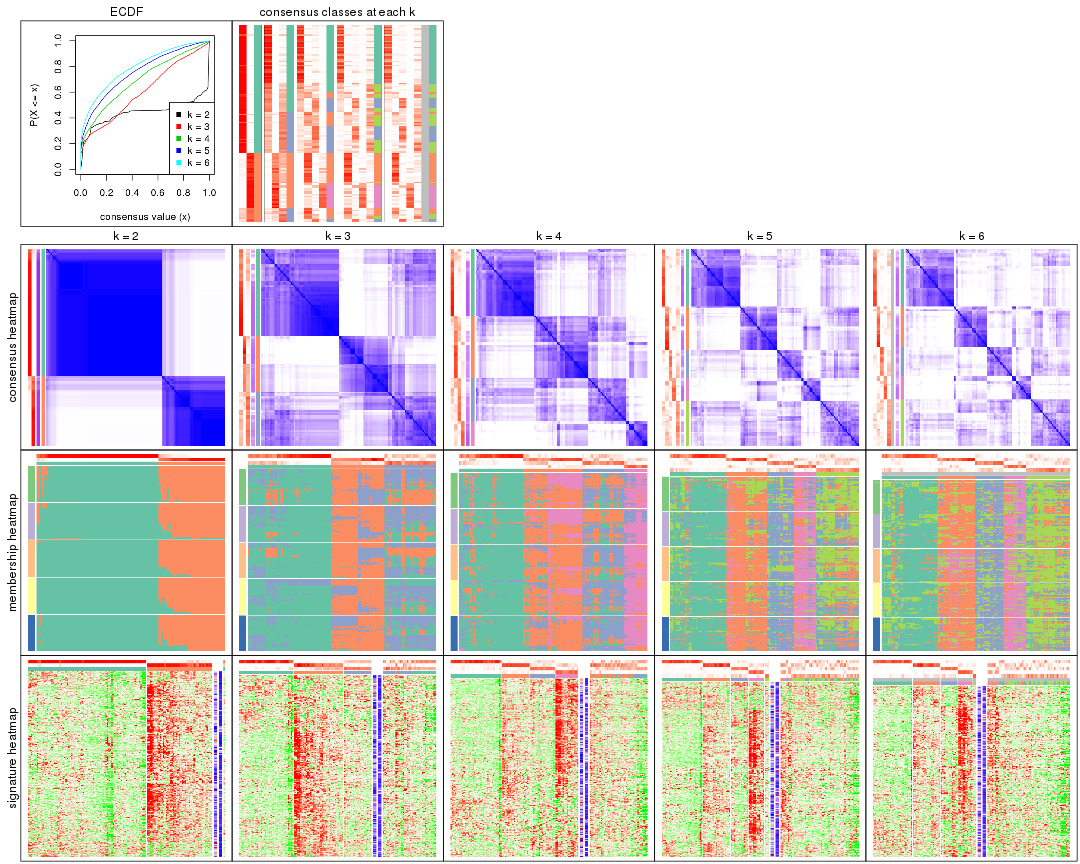 ECDF
consensus classes at each k
P(X <= x)
0.0 0.2 0.4 0.6 0.8 1.0
k = 2
k = 3
k = 4
k = 5
k = 6
0.0 0.2 0.4 0.6 0.8 1.0
consensus value (x)
k = 2 k = 3 k = 4 k = 5 k = 6
consensus heatmap
membership heatmap
signature heatmap